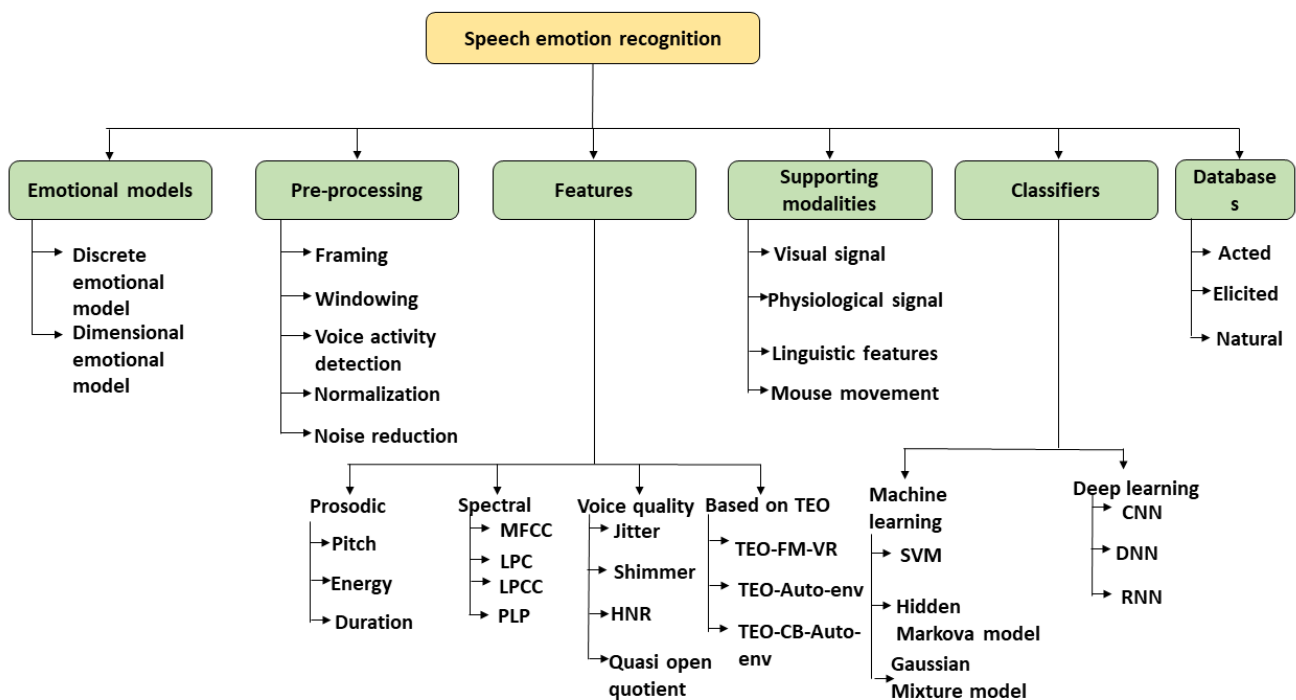 Speech emotion recognition
Emotional models
Discrete
emotional
model
Dimensional
emotional
model
Pre-processing
Framing
Windowing
Voice activity
detection
Normalization
Noise reduction
Features
Prosodic
Pitch
Energy
Duration
Spectral
MFCC
LPC
LPCC
PLP
Voice quality
Jitter
Shimmer
HNR
Quasi open
quotient
Based on TEO
TEO-FM-VR
TEO-Auto-env
TEO-CB-Auto-
env
Supporting
modalities
Visual signal
Physiological signal
Linguistic features
Mouse movement
Classifiers
Machine
learning
SVM
Hidden
Markova model
Gaussian
Mixture model
Deep learning
CNN
DNN
RNN
Database
s
Acted
Elicited
Natural